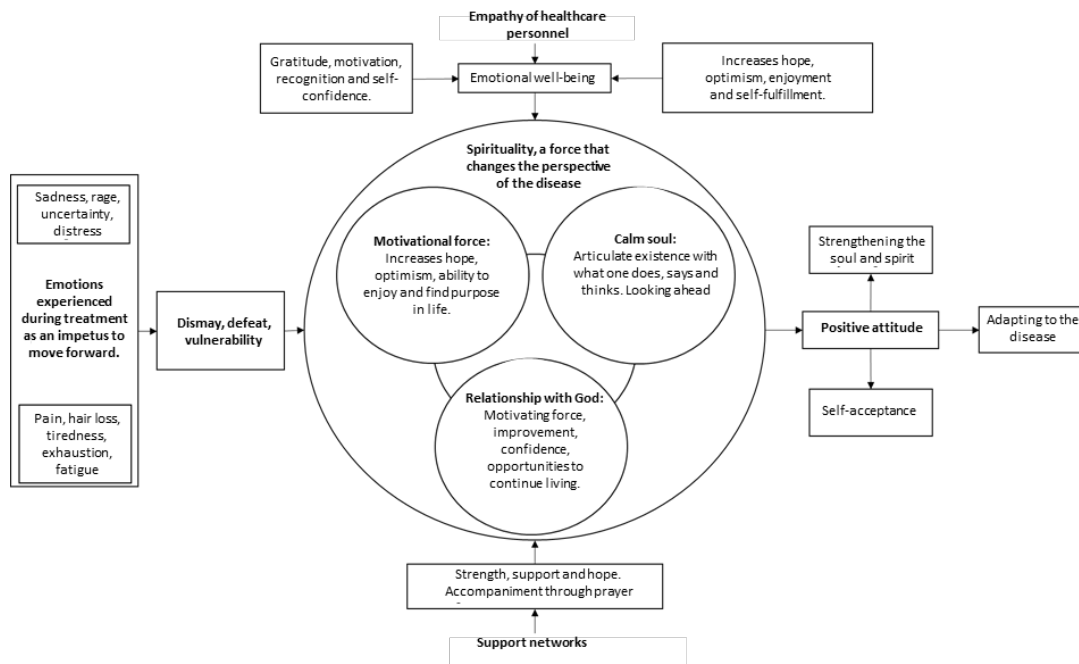 Empathy of healthcare
personnel
Gratitude, motivation,
recognition and self-
confidence.
Emotional well-being
Increases hope,
optimism, enjoyment
and self-fulfillment.
Spirituality, a force that
changes the perspective
of the disease
Motivational force:
Increases hope,
optimism, ability to
enjoy and find purpose
in life.
Calm soul:
Articulate existence with
what one does, says and
thinks. Looking ahead
Relationship with God:
Motivating force,
improvement,
confidence,
opportunities to
continue living.
Sadness, rage,
uncertainty,
distress
Emotions
experienced
during treatment
as an impetus to
move forward.
Pain, hair loss,
tiredness,
exhaustion,
fatigue
Dismay, defeat,
vulnerability
Strengthening the
soul and spirit
Positive attitude
Adapting to the
disease
Self-acceptance
Strength, support and hope.
Accompaniment through prayer
Support networks